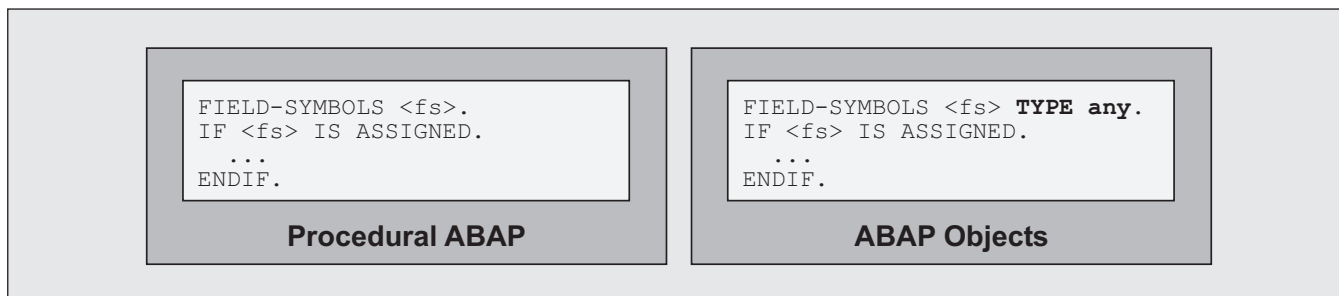 FIELD-SYMBOLS <fs>.
IF <fs> IS ASSIGNED.
  ...
ENDIF.
Procedural ABAP
FIELD-SYMBOLS <fs> TYPE any.
IF <fs> IS ASSIGNED.
  ...
ENDIF.
ABAP Objects